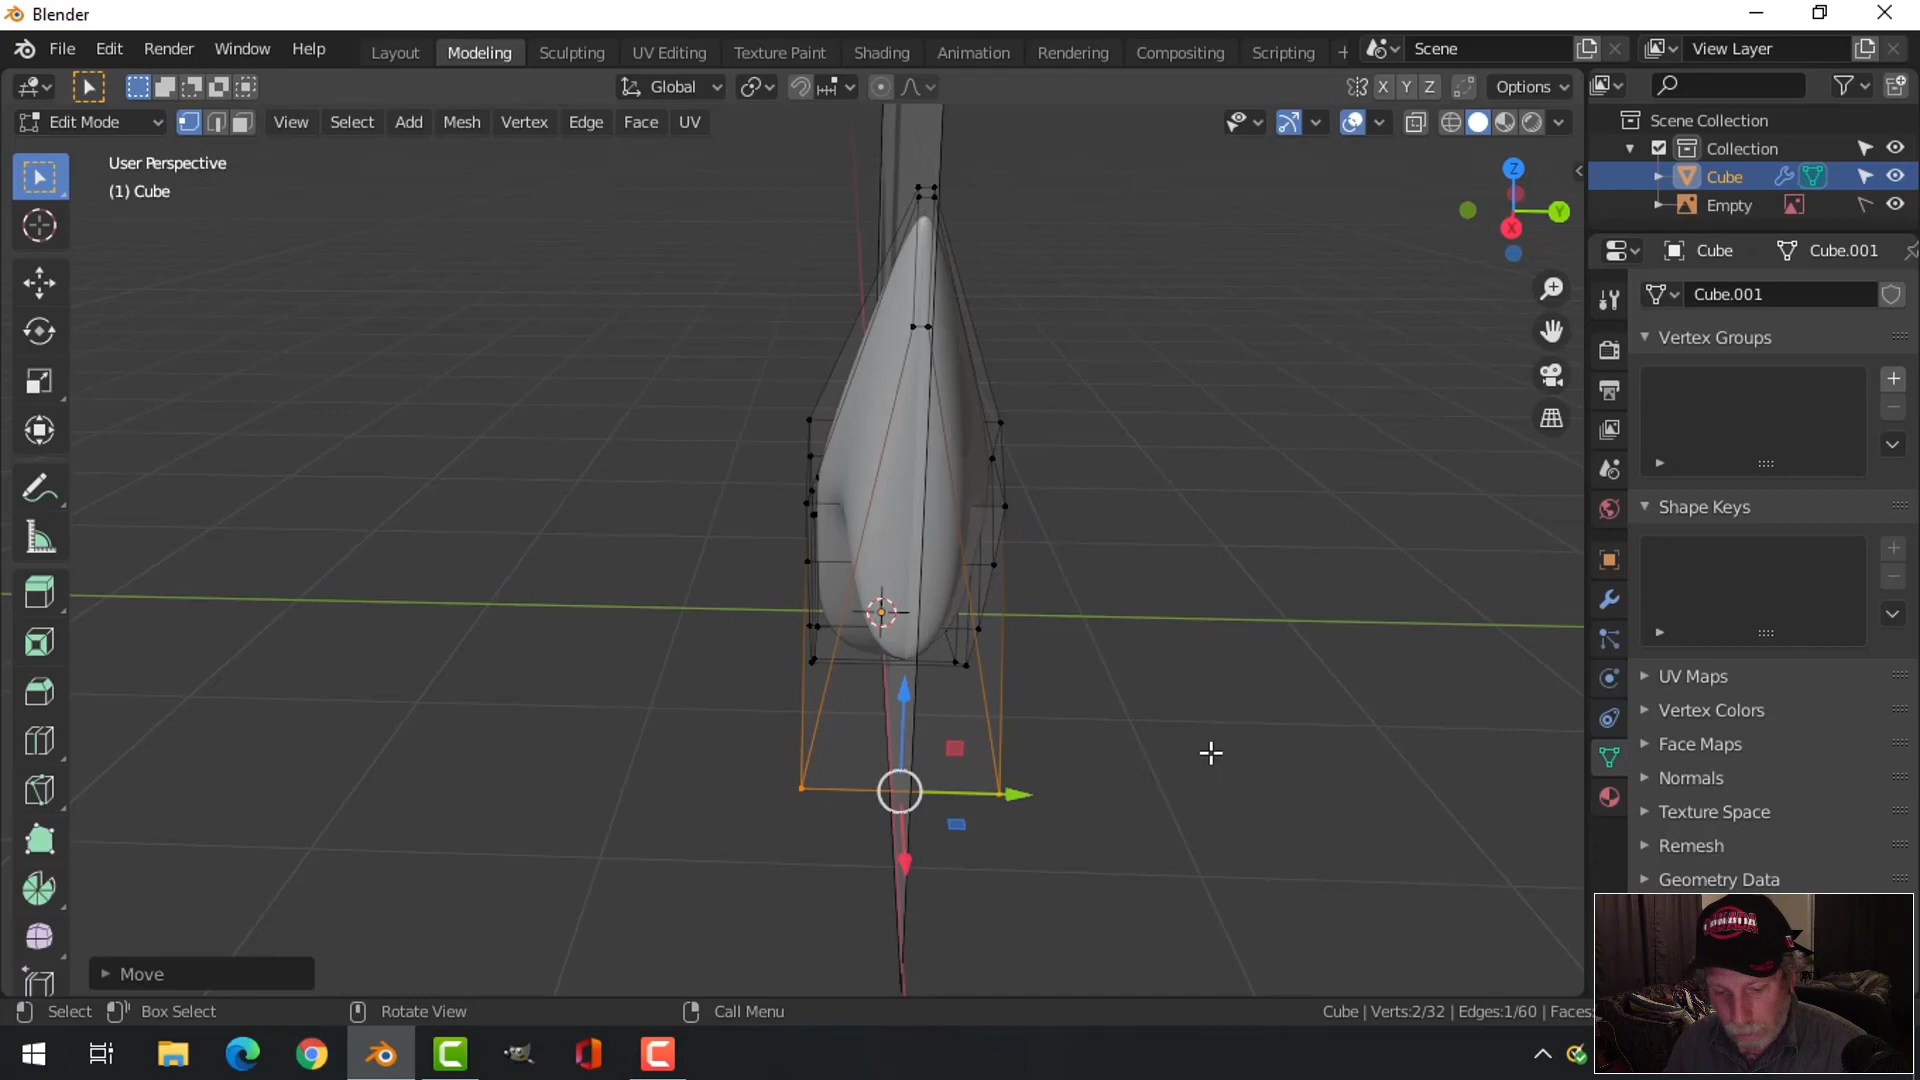 Blender
File Edit Render Window Help Layout Modeling Sculpting UV Editing Texture Paint Shading Animation Rendering Compositing Scripting + Scene View Layer
Global X Y Z Options
Edit Mode View Select Add Mesh Vertex Edge Face UV
Scene Collection
Collection
Cube
Empty
User Perspective
(1) Cube
Z
Y
X
Cube Cube.001
Cube.001
Vertex Groups
Shape Keys
UV Maps
Vertex Colors
Face Maps
Normals
Texture Space
Remesh
Geometry Data
CANADA
Move
Select Box Select Rotate View Call Menu Cube | Verts:2/32 | Edges:1/60 | Faces: